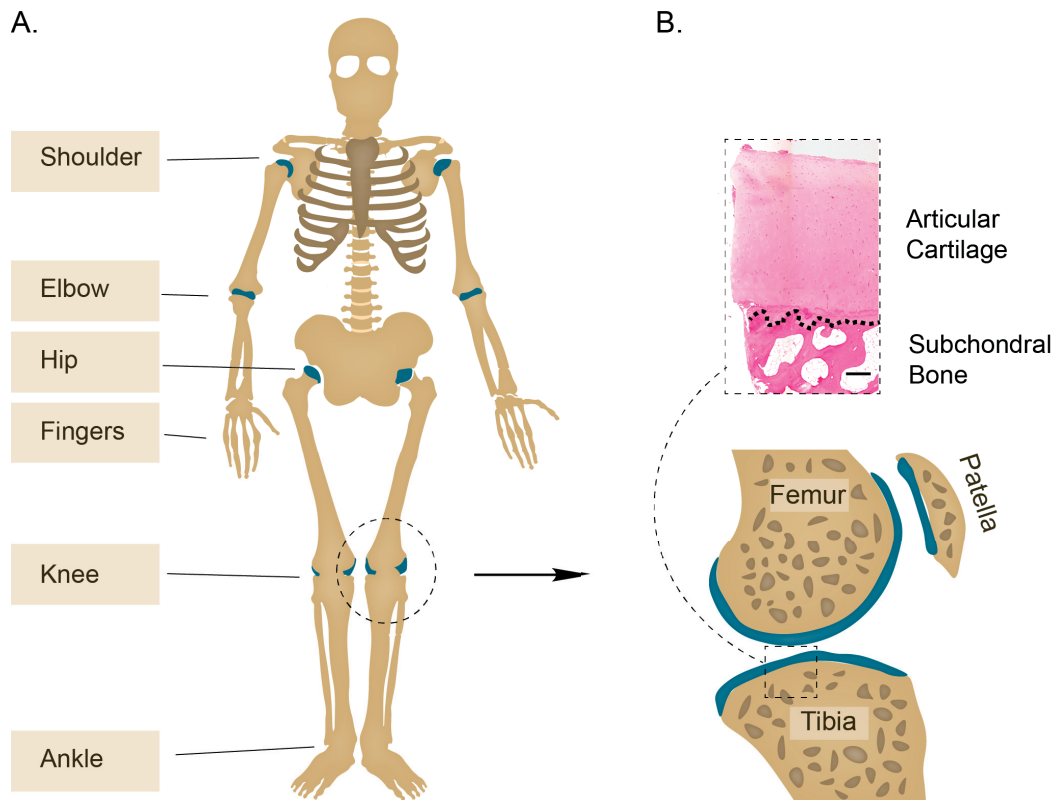 A.
Shoulder
Elbow
Hip
Fingers
Knee
Ankle
B.
Articular
Cartilage
Subchondral
Bone
Femur
Patella
Tibia